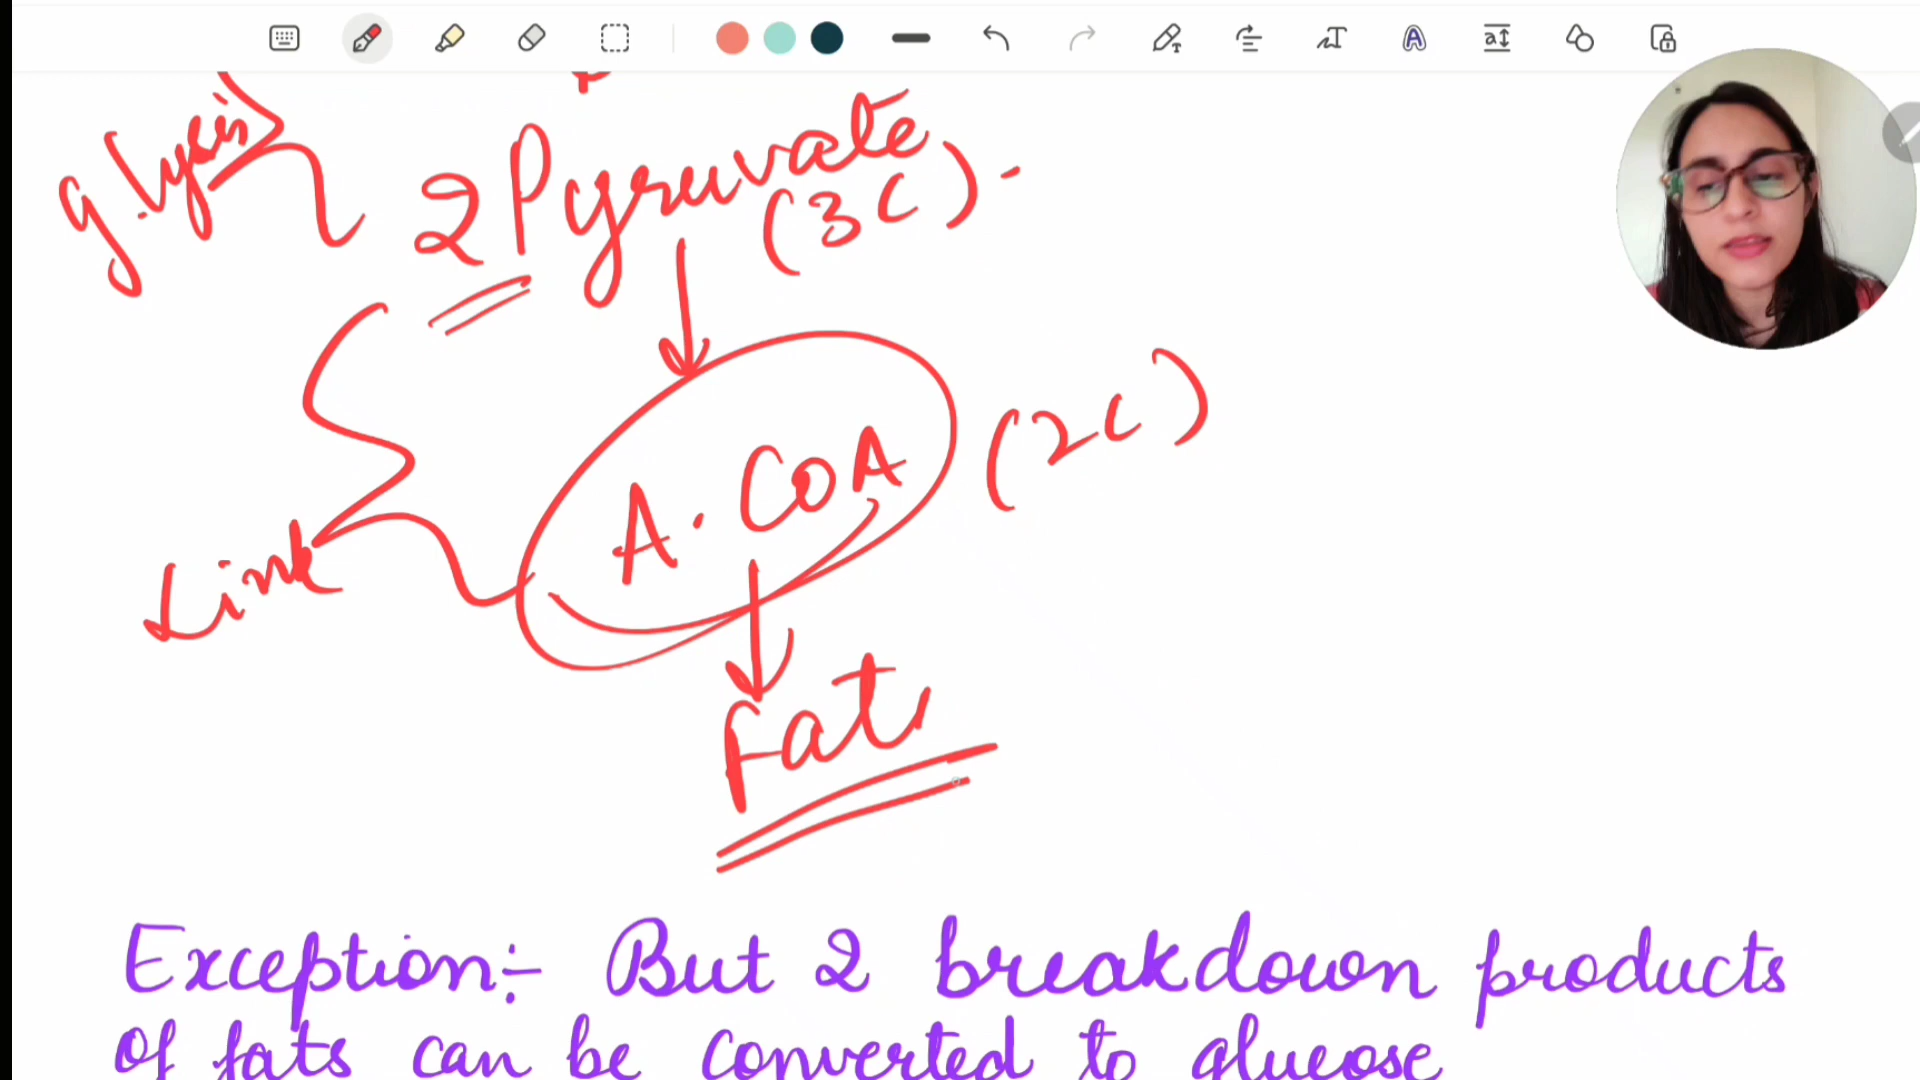 g.lysis
2 Pyruvate
(3C).
A.COA (2C)
Link
Fat
Exception:- But 2 breakdown products
of fats can be converted to glucose